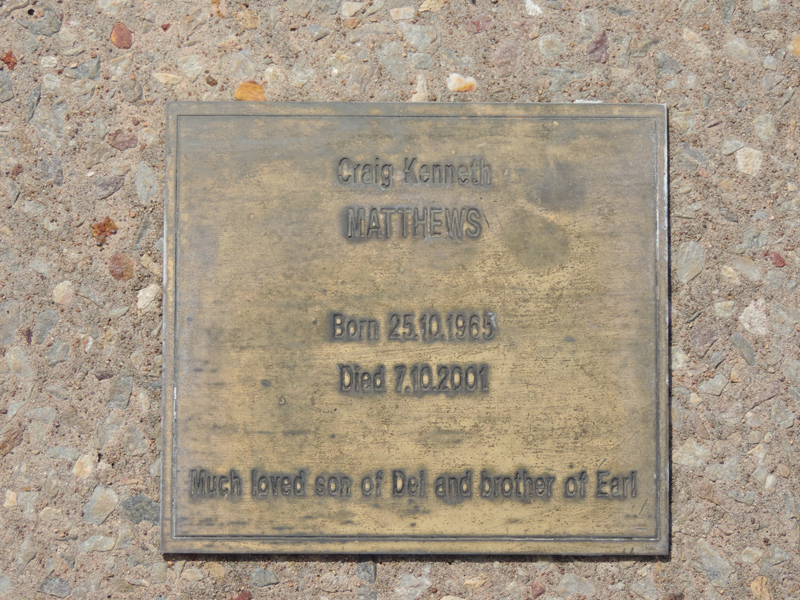 Craig Kenneth
MATTHEWS
Born 25.10.1965
Died 7.10.2001
Much loved son of Del and brother of Earl